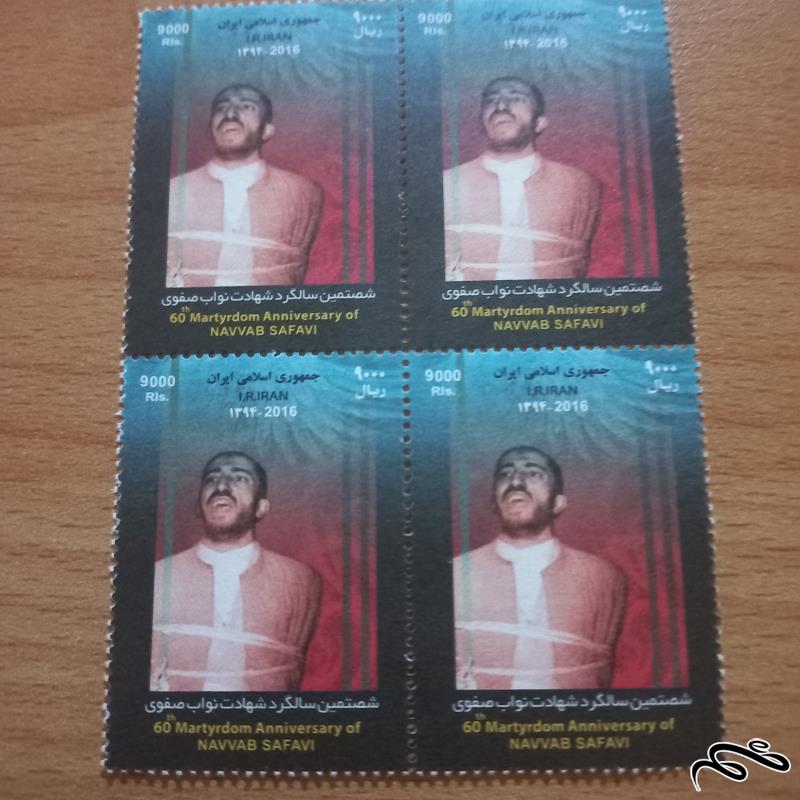 9000 جمهوری اسلامی ایران ۹۰۰۰
Rls. I.R.IRAN ریال
۱۳۹۴-2016
شصتمین سالگرد شهادت نواب صفوی
60th Martyrdom Anniversary of
NAVVAB SAFAVI
9000 جمهوری اسلامی ایران ۹۰۰۰
Rls. I.R.IRAN ریال
۱۳۹۴-2016
شصتمین سالگرد شهادت نواب صفوی
60th Martyrdom Anniversary of
NAVVAB SAFAVI
9000 جمهوری اسلامی ایران ۹۰۰۰
Rls. I.R.IRAN ریال
۱۳۹۴-2016
شصتمین سالگرد شهادت نواب صفوی
60th Martyrdom Anniversary of
NAVVAB SAFAVI
9000 جمهوری اسلامی ایران ۹۰۰۰
Rls. I.R.IRAN ریال
۱۳۹۴-2016
شصتمین سالگرد شهادت نواب صفوی
60th Martyrdom Anniversary of
NAVVAB SAFAVI